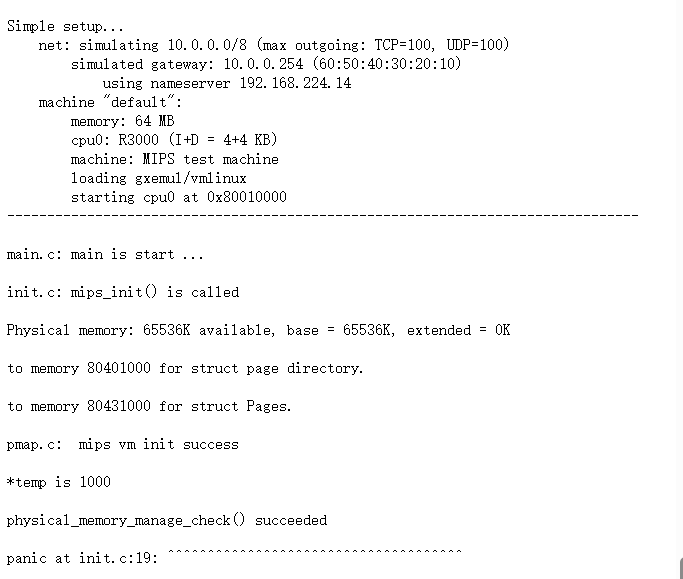 Simple setup...
net: simulating 10.0.0.0/8 (max outgoing: TCP=100, UDP=100)
simulated gateway: 10.0.0.254 (60:50:40:30:20:10)
using nameserver 192.168.224.14
machine "default":
memory: 64 MB
cpu0: R3000 (I+D = 4+4 KB)
machine: MIPS test machine
loading gxemul/vmlinux
starting cpu0 at 0x80010000
-------------------------------------------------------------------------------
main.c: main is start ...
init.c: mips_init() is called
Physical memory: 65536K available, base = 65536K, extended = 0K
to memory 80401000 for struct page directory.
to memory 80431000 for struct Pages.
pmap.c:  mips vm init success
*temp is 1000
physical_memory_manage_check() succeeded
panic at init.c:19: ^^^^^^^^^^^^^^^^^^^^^^^^^^^^^^^^^^^^^